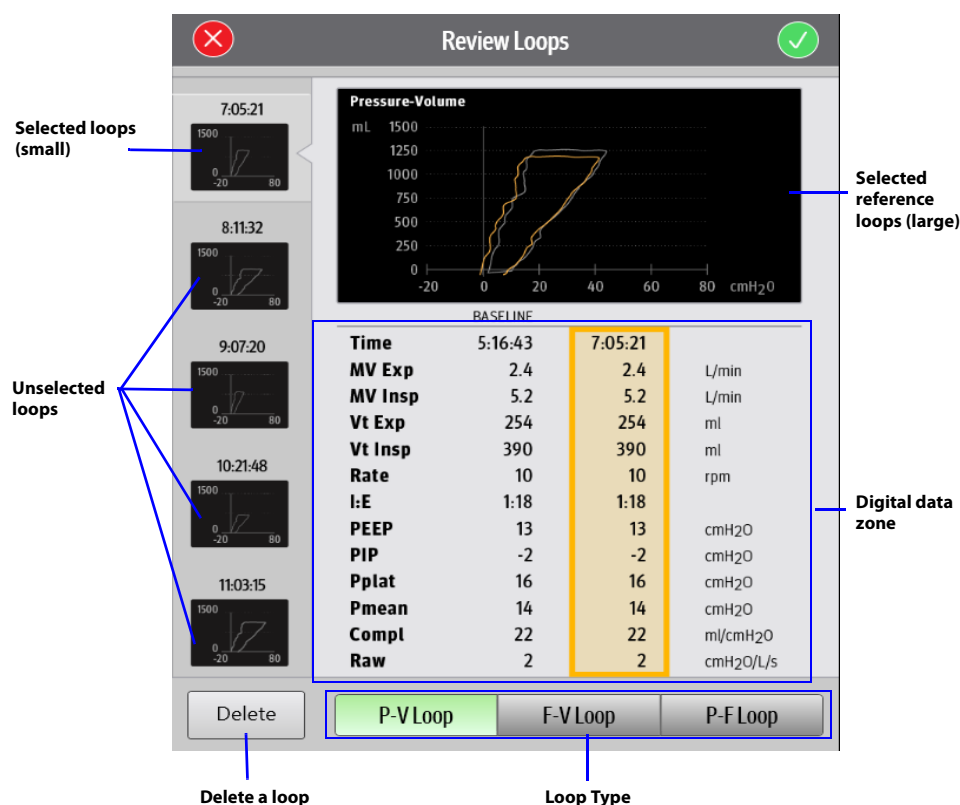 Review Loops
Selected loops
(small)
7:05:21
1500
0
-20 80
8:11:32
1500
0
-20 80
Unselected
loops
9:07:20
1500
0
-20 80
10:21:48
1500
0
-20 80
11:03:15
1500
0
-20 80
Pressure-Volume
mL 1500
1250
1000
750
500
250
0
-20 0 20 40 60 80 cmH2O
Selected
reference
loops (large)
BASELINE
Time 5:16:43 7:05:21
MV Exp 2.4 2.4 L/min
MV Insp 5.2 5.2 L/min
Vt Exp 254 254 ml
Vt Insp 390 390 ml
Rate 10 10 rpm
I:E 1:18 1:18
PEEP 13 13 cmH2O
PIP -2 -2 cmH2O
Pplat 16 16 cmH2O
Pmean 14 14 cmH2O
Compl 22 22 ml/cmH2O
Raw 2 2 cmH2O/L/s
Digital data
zone
Delete P-V Loop F-V Loop P-F Loop
Delete a loop Loop Type